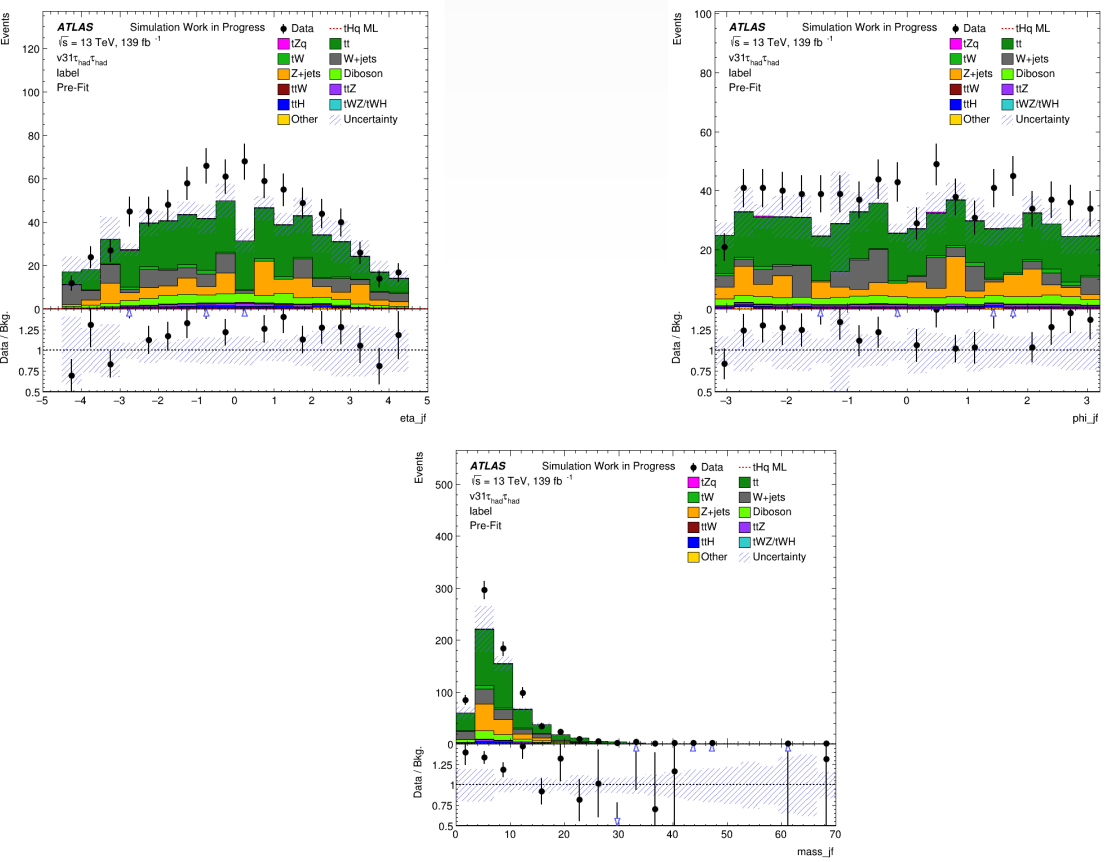 Events
ATLAS Simulation Work in Progress
√s = 13 TeV, 139 fb -1
v31τhadτhad
label
Pre-Fit
Data tHq ML
tZq tt
tW W+jets
Z+jets Diboson
ttW ttZ
ttH tWZ/tWH
Other Uncertainty
120
100
80
60
40
20
0
Data / Bkg.
1.25
1
0.75
0.5
−5 −4 −3 −2 −1 0 1 2 3 4 5
eta_jf
Events
ATLAS Simulation Work in Progress
√s = 13 TeV, 139 fb -1
v31τhadτhad
label
Pre-Fit
Data tHq ML
tZq tt
tW W+jets
Z+jets Diboson
ttW ttZ
ttH tWZ/tWH
Other Uncertainty
100
80
60
40
20
0
Data / Bkg.
1.25
1
0.75
0.5
−3 −2 −1 0 1 2 3
phi_jf
Events
ATLAS Simulation Work in Progress
√s = 13 TeV, 139 fb -1
v31τhadτhad
label
Pre-Fit
Data tHq ML
tZq tt
tW W+jets
Z+jets Diboson
ttW ttZ
ttH tWZ/tWH
Other Uncertainty
500
400
300
200
100
0
Data / Bkg.
1.25
1
0.75
0.5
0 10 20 30 40 50 60 70
mass_jf